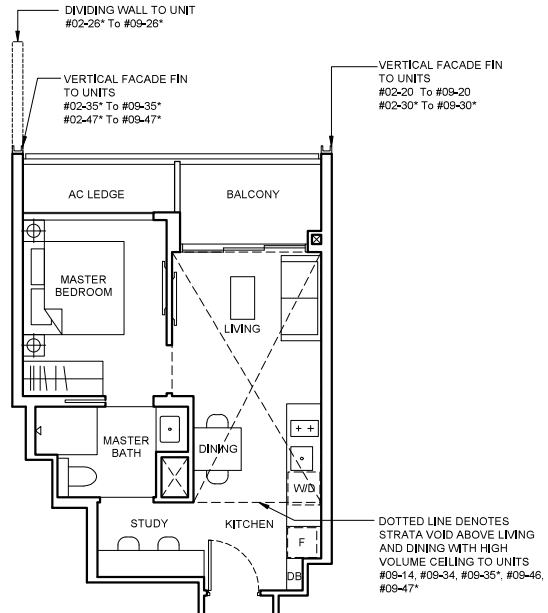 DIVIDING WALL TO UNIT
#02-26* To #09-26*
VERTICAL FACADE FIN
TO UNITS
#02-35* To #09-35*
#02-47* To #09-47*
VERTICAL FACADE FIN
TO UNITS
#02-20 To #09-20
#02-30* To #09-30*
AC LEDGE
BALCONY
MASTER
BEDROOM
LIVING
MASTER
BATH
DINING
W/D
STUDY
KITCHEN
F
DB
DOTTED LINE DENOTES
STRATA VOID ABOVE LIVING
AND DINING WITH HIGH
VOLUME CEILING TO UNITS
#09-14, #09-34, #09-35*, #09-46,
#09-47*